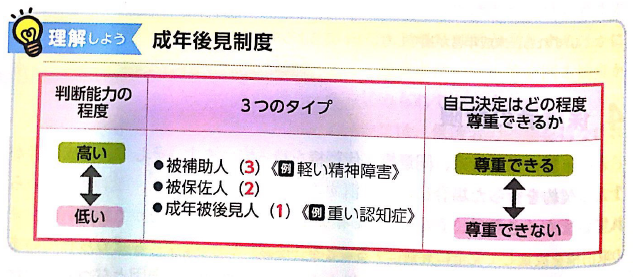 理解しよう 成年後見制度
判断能力の
程度
3つのタイプ
自己決定はどの程度
尊重できるか
高い
低い
●被補助人（3）《例軽い精神障害》
●被保佐人（2）
●成年被後見人（1）《例重い認知症》
尊重できる
尊重できない